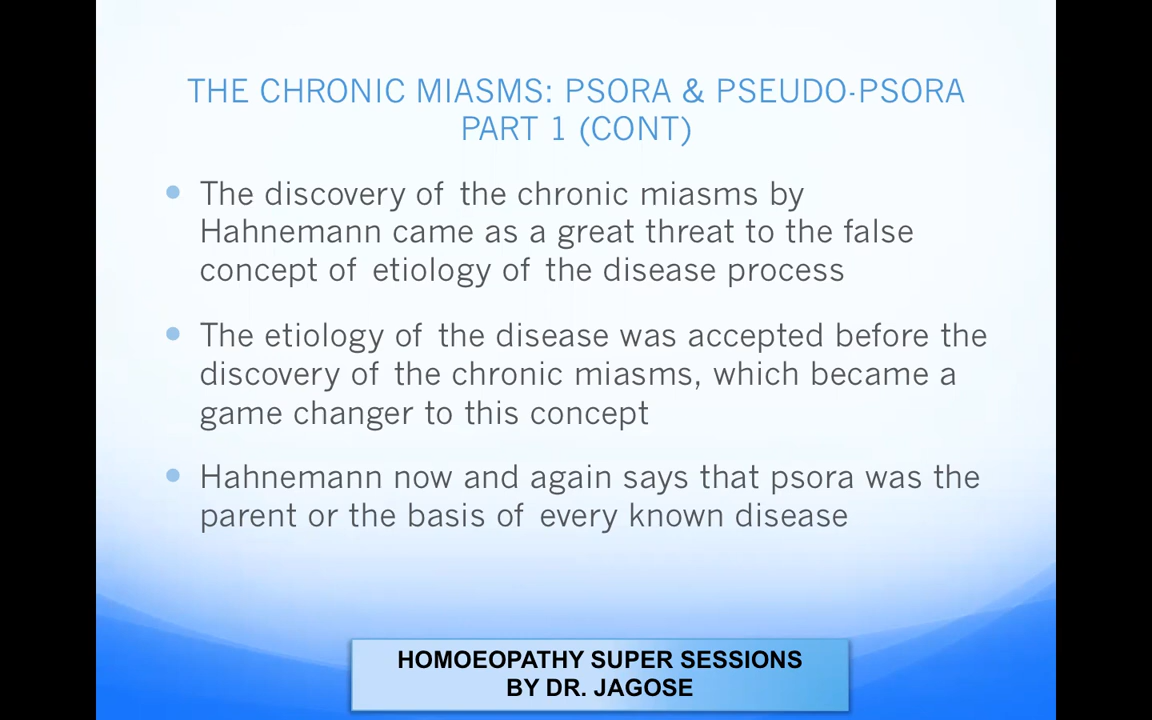 THE CHRONIC MIASMS: PSORA & PSEUDO-PSORA
PART 1 (CONT)
The discovery of the chronic miasms by
Hahnemann came as a great threat to the false
concept of etiology of the disease process
The etiology of the disease was accepted before the
discovery of the chronic miasms, which became a
game changer to this concept
Hahnemann now and again says that psora was the
parent or the basis of every known disease
HOMOEOPATHY SUPER SESSIONS
BY DR. JAGOSE